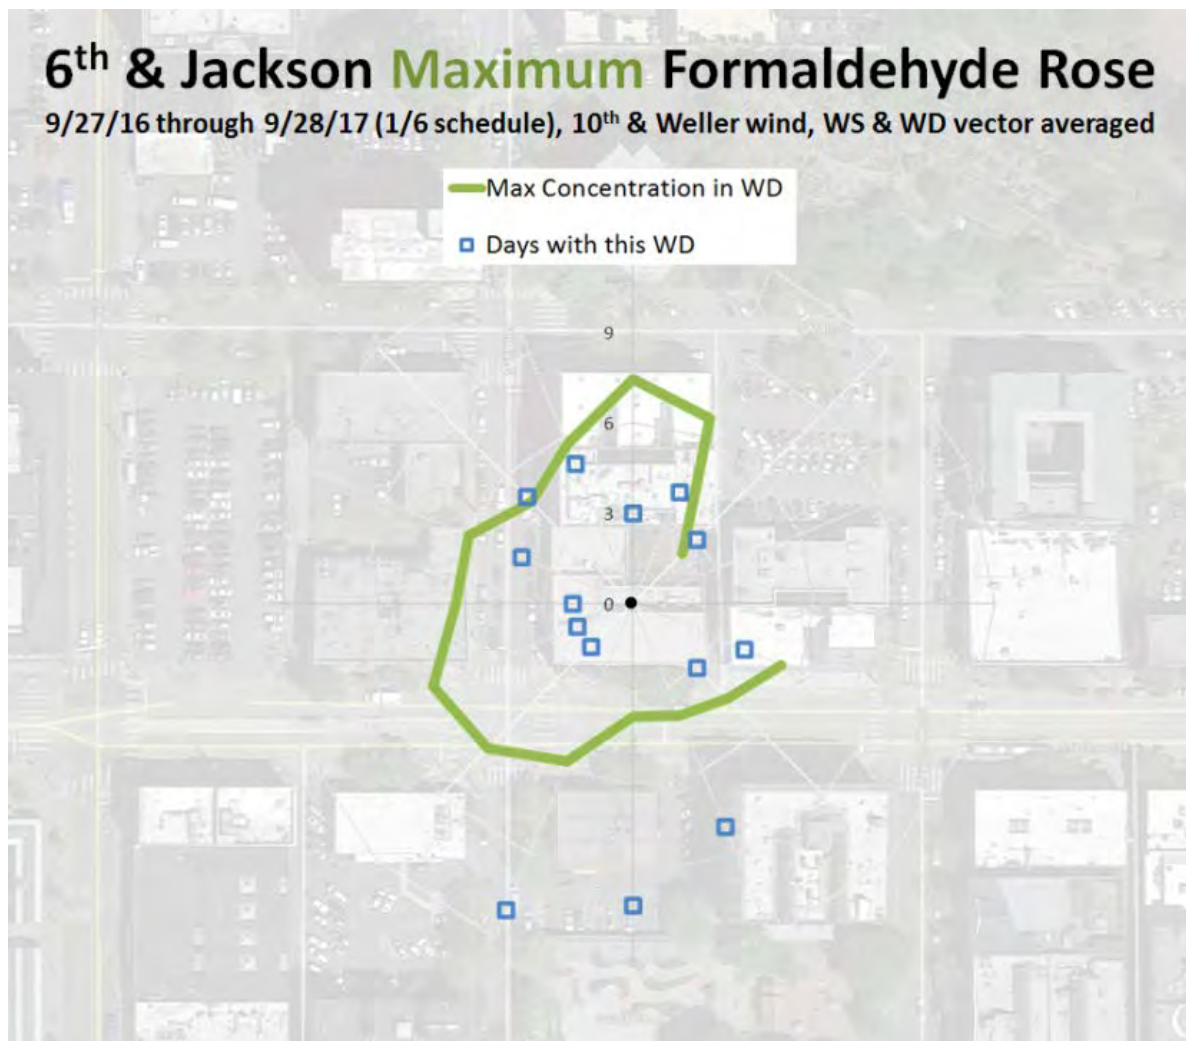 6th & Jackson Maximum Formaldehyde Rose
9/27/16 through 9/28/17 (1/6 schedule), 10th & Weller wind, WS & WD vector averaged
Max Concentration in WD
Days with this WD
9
6
3
0